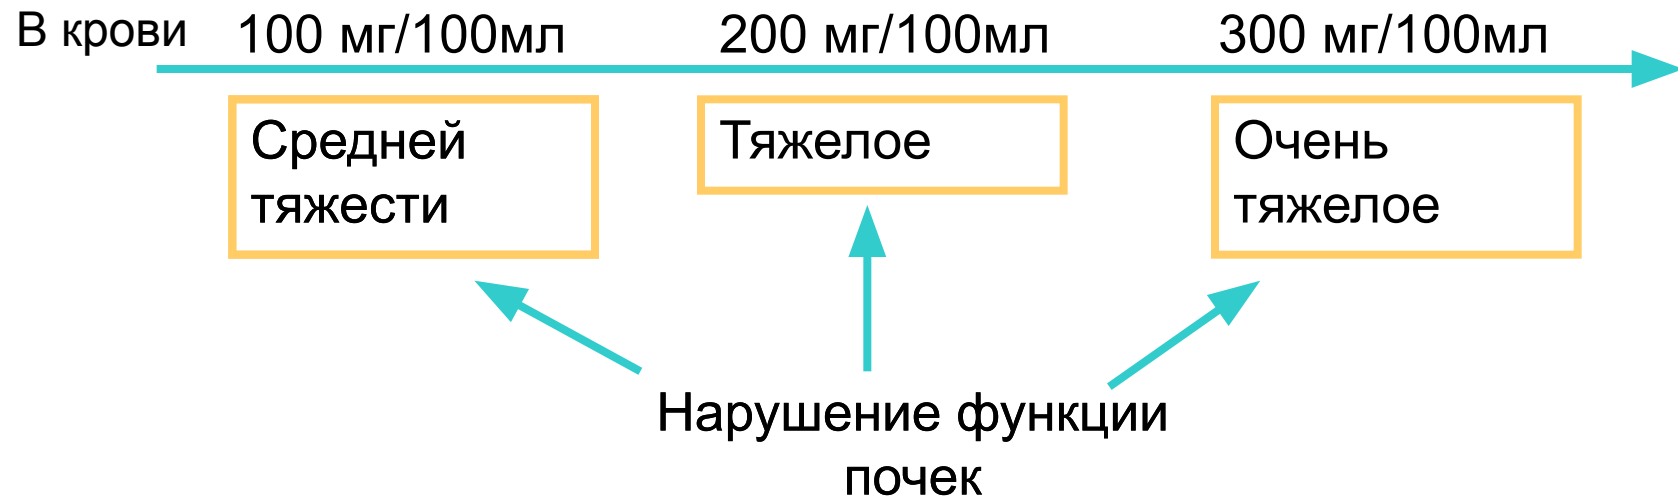 В крови 100 мг/100мл 200 мг/100мл 300 мг/100мл
Средней
тяжести
Тяжелое
Очень
тяжелое
Нарушение функции
почек